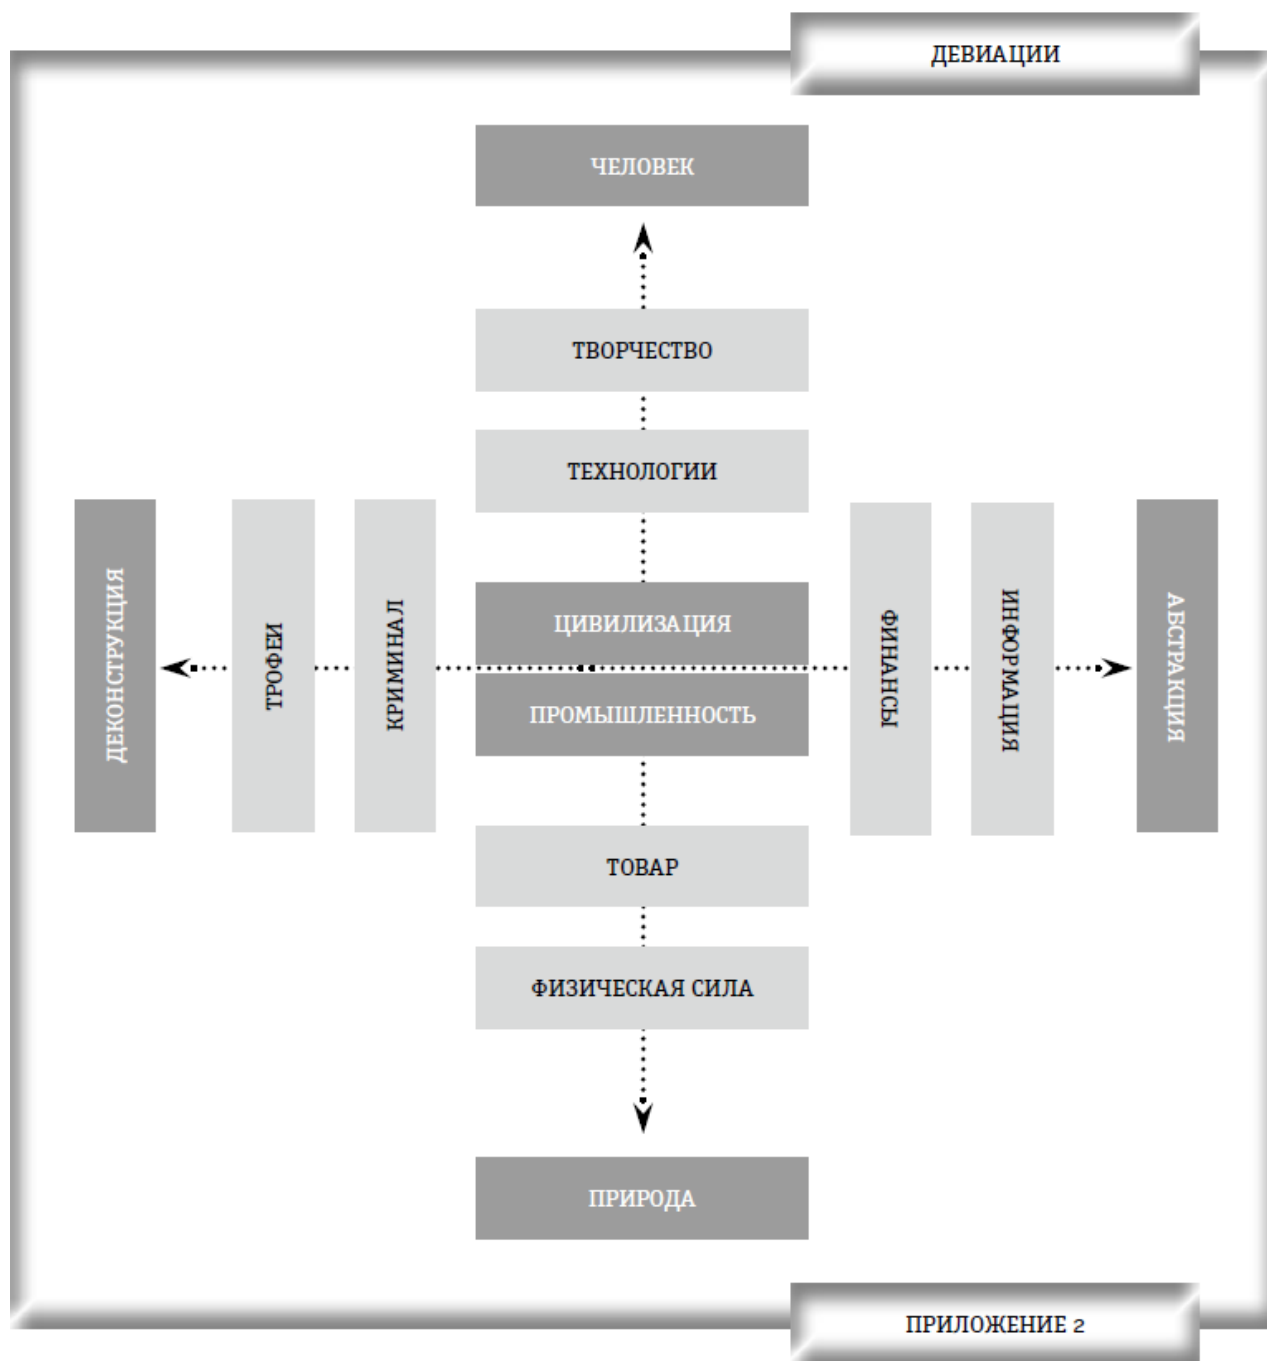 ДЕВИАЦИИ
ЧЕЛОВЕК
ТВОРЧЕСТВО
ТЕХНОЛОГИИ
ДЕКОНСТРУКЦИЯ
ТРОФЕИ
КРИМИНАЛ
ЦИВИЛИЗАЦИЯ
ПРОМЫШЛЕННОСТЬ
ФИНАНСЫ
ИНФОРМАЦИЯ
АБСТРАКЦИЯ
ТОВАР
ФИЗИЧЕСКАЯ СИЛА
ПРИРОДА
ПРИЛОЖЕНИЕ 2